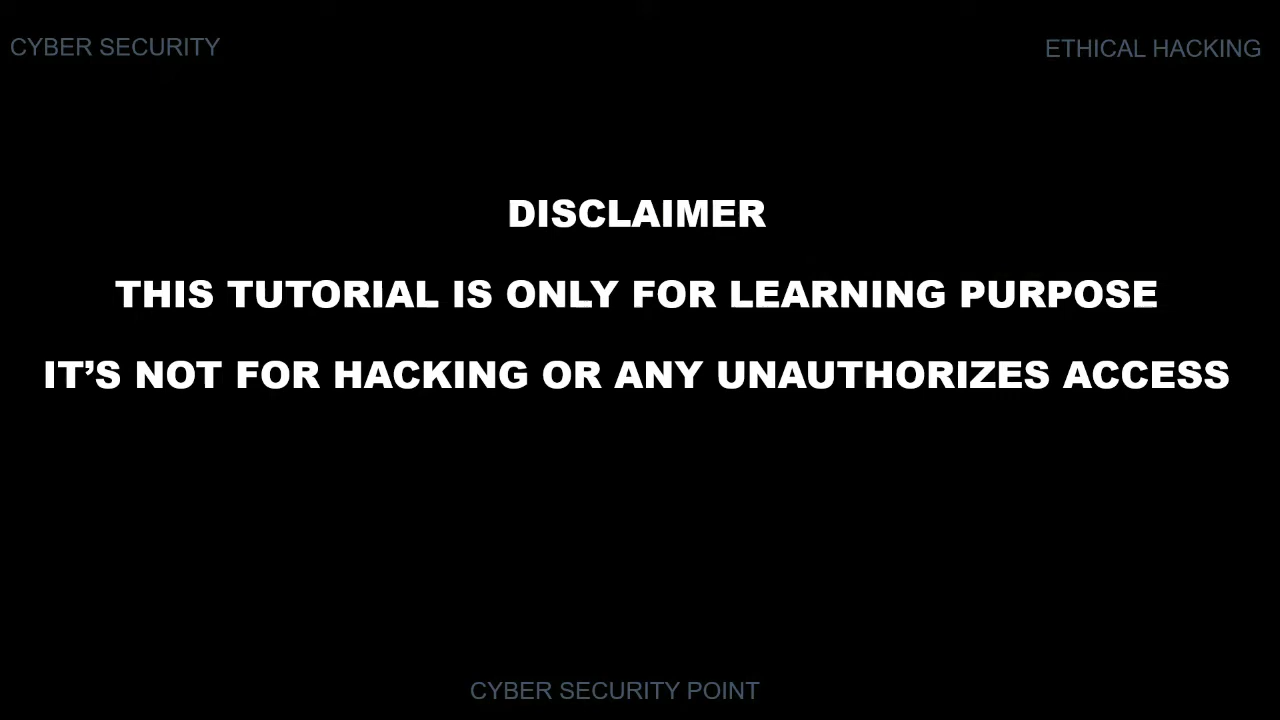 CYBER SECURITY
ETHICAL HACKING
DISCLAIMER
THIS TUTORIAL IS ONLY FOR LEARNING PURPOSE
IT’S NOT FOR HACKING OR ANY UNAUTHORIZES ACCESS
CYBER SECURITY POINT